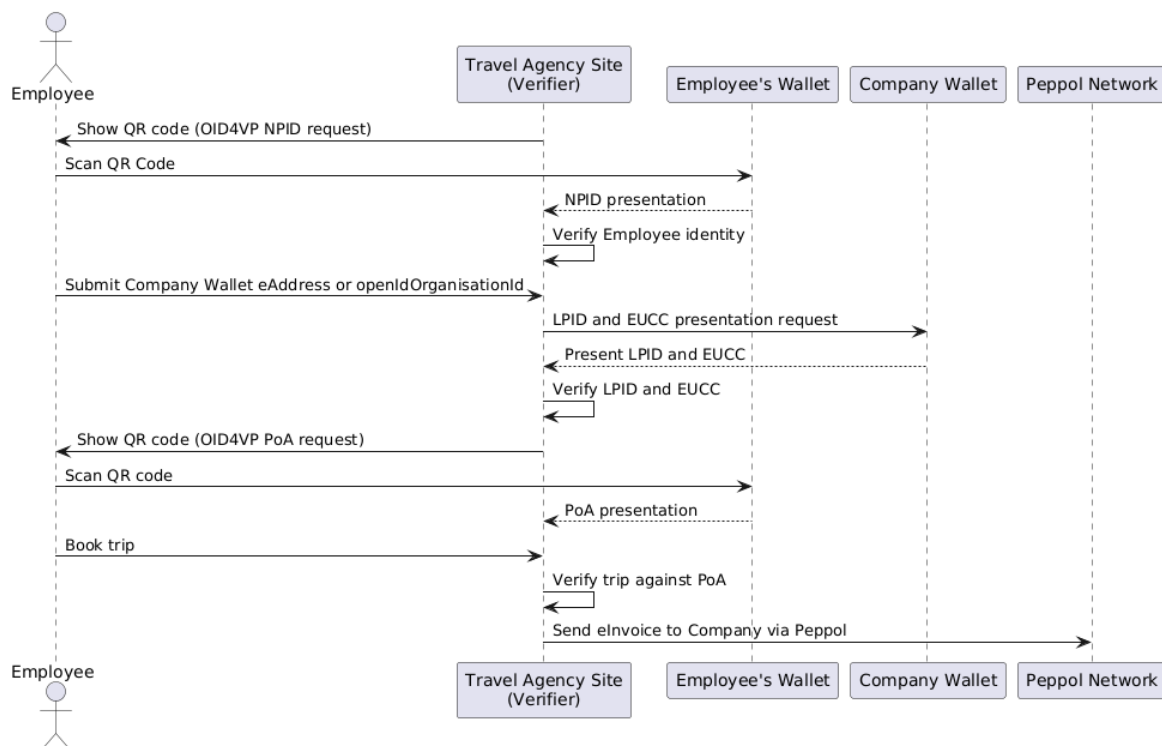 Employee
Travel Agency Site
(Verifier)
Employee's Wallet
Company Wallet
Peppol Network
Show QR code (OID4VP NPID request)
Scan QR Code
NPID presentation
Verify Employee identity
Submit Company Wallet eAddress or openIdOrganisationId
LPID and EUCC presentation request
Present LPID and EUCC
Verify LPID and EUCC
Show QR code (OID4VP PoA request)
Scan QR code
PoA presentation
Book trip
Verify trip against PoA
Send eInvoice to Company via Peppol
Employee
Travel Agency Site
(Verifier)
Employee's Wallet
Company Wallet
Peppol Network